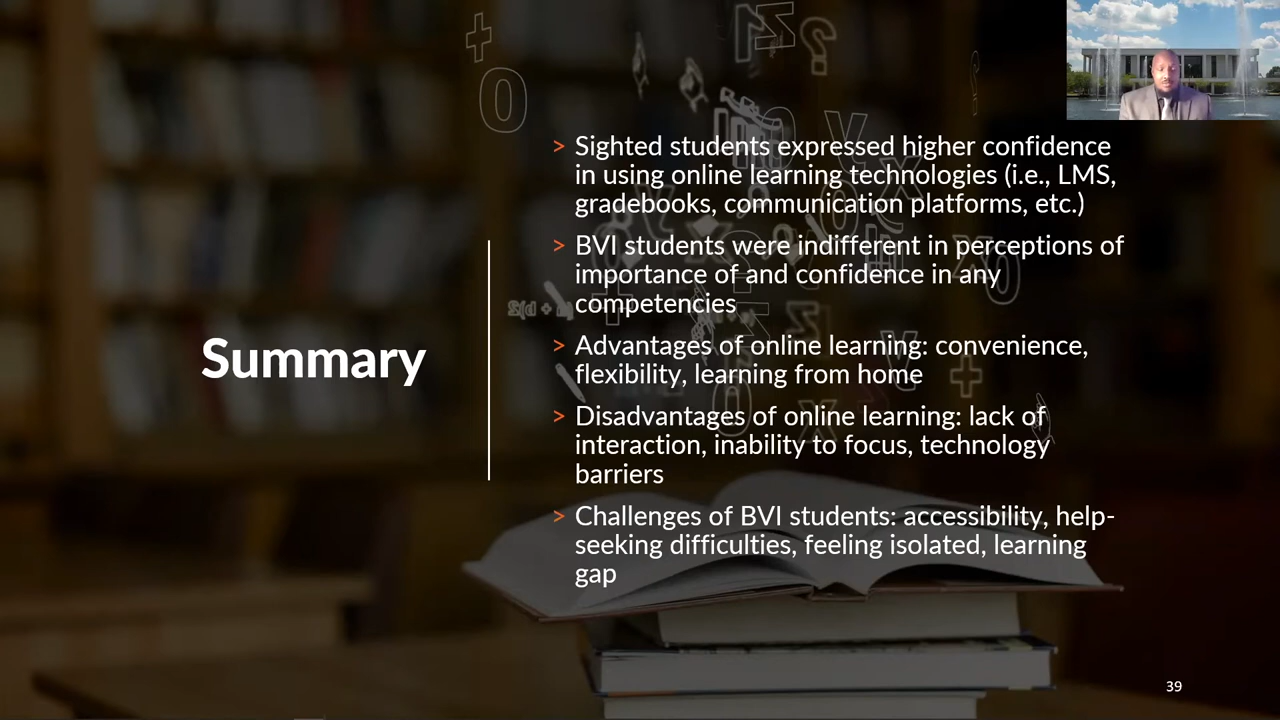 Summary
> Sighted students expressed higher confidence
in using online learning technologies (i.e., LMS,
gradebooks, communication platforms, etc.)
> BVI students were indifferent in perceptions of
importance of and confidence in any
competencies
> Advantages of online learning: convenience,
flexibility, learning from home
> Disadvantages of online learning: lack of
interaction, inability to focus, technology
barriers
> Challenges of BVI students: accessibility, help-
seeking difficulties, feeling isolated, learning
gap
39